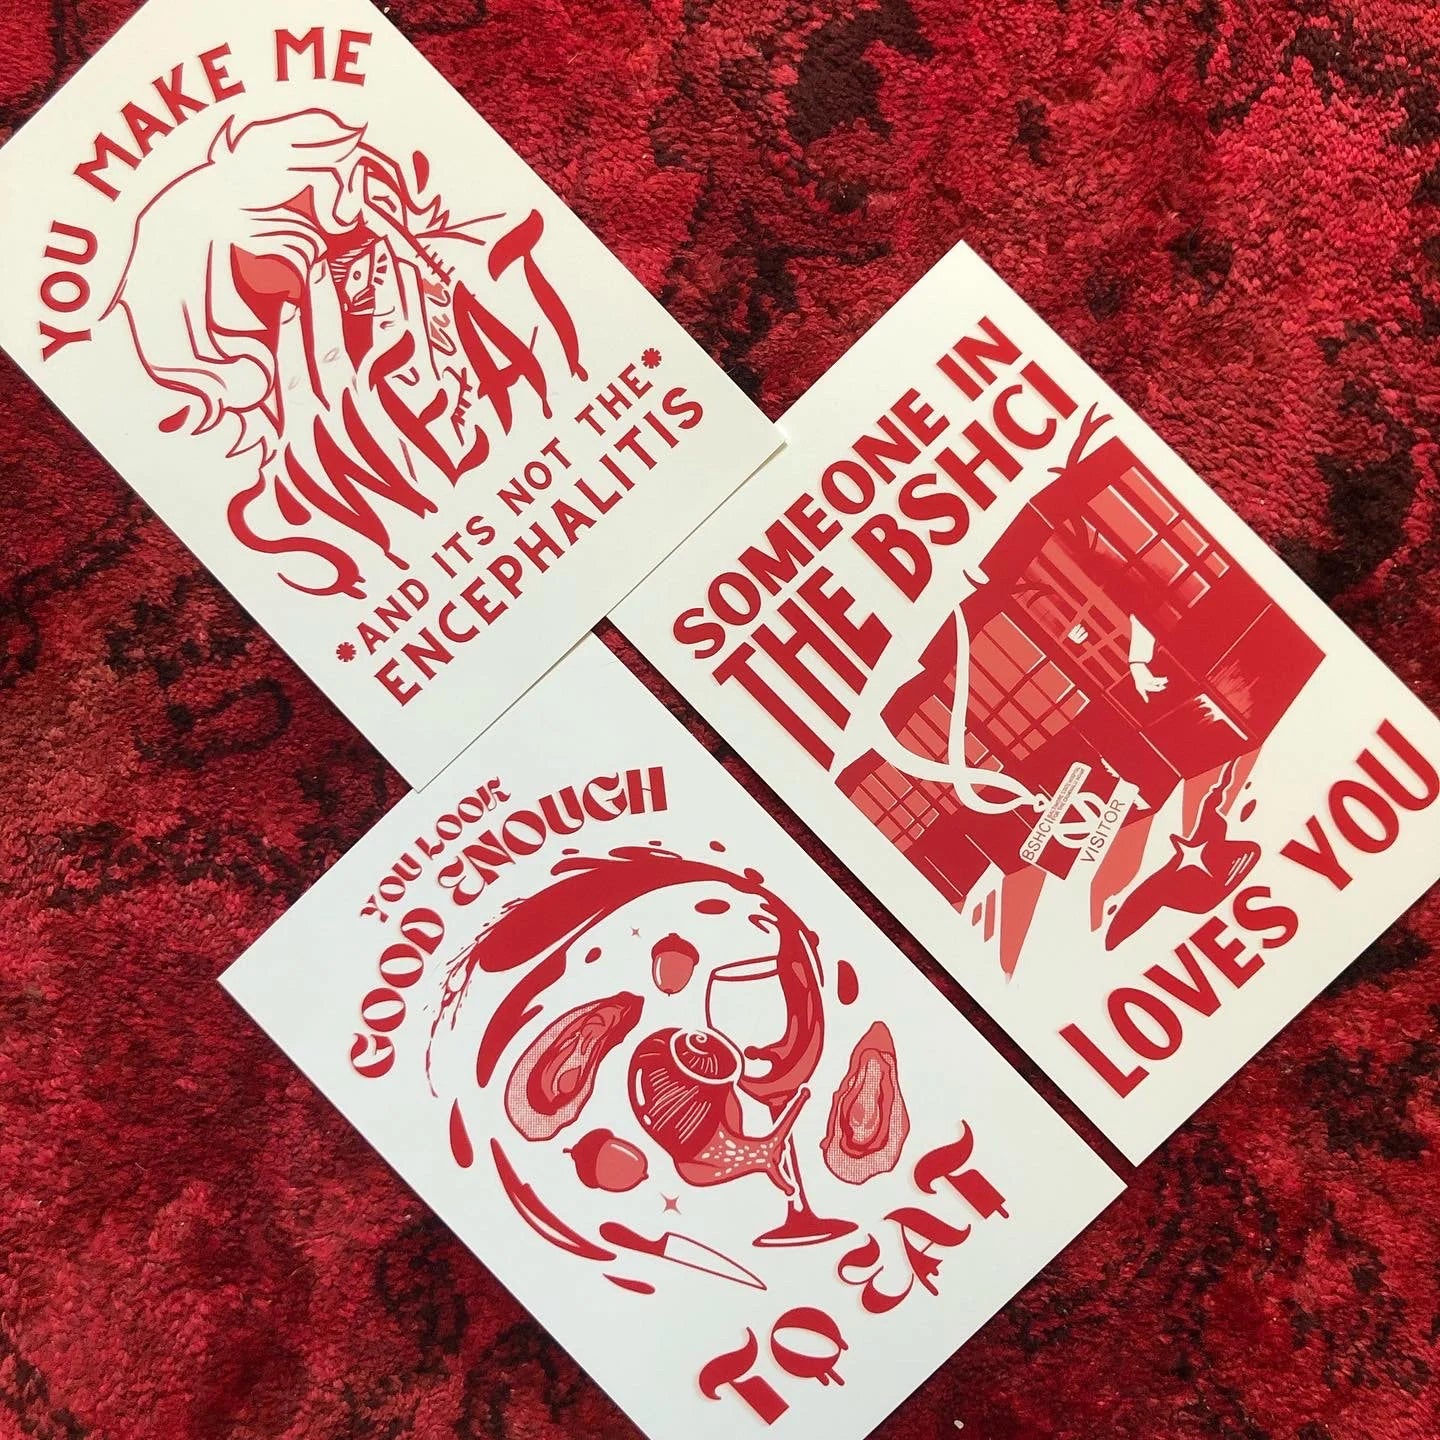 YOU MAKE ME
SWEAT
*AND ITS NOT THE*
ENCEPHALITIS
SOMEONE IN
THE BSHCI
BSHCI
VISITOR
LOVES YOU
YOU LOOK
GOOD ENOUGH
TO EAT